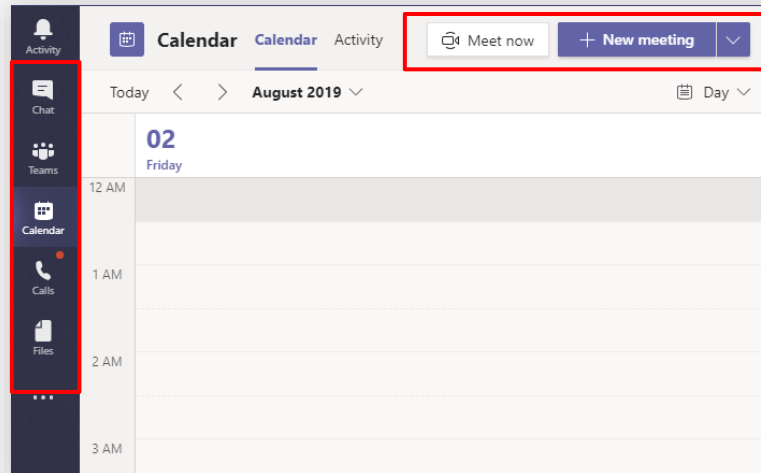 Activity
Chat
Teams
Calendar
Calls
Files
Calendar Calendar Activity Meet now + New meeting
Today < > August 2019 Day
02
Friday
12 AM
1 AM
2 AM
3 AM